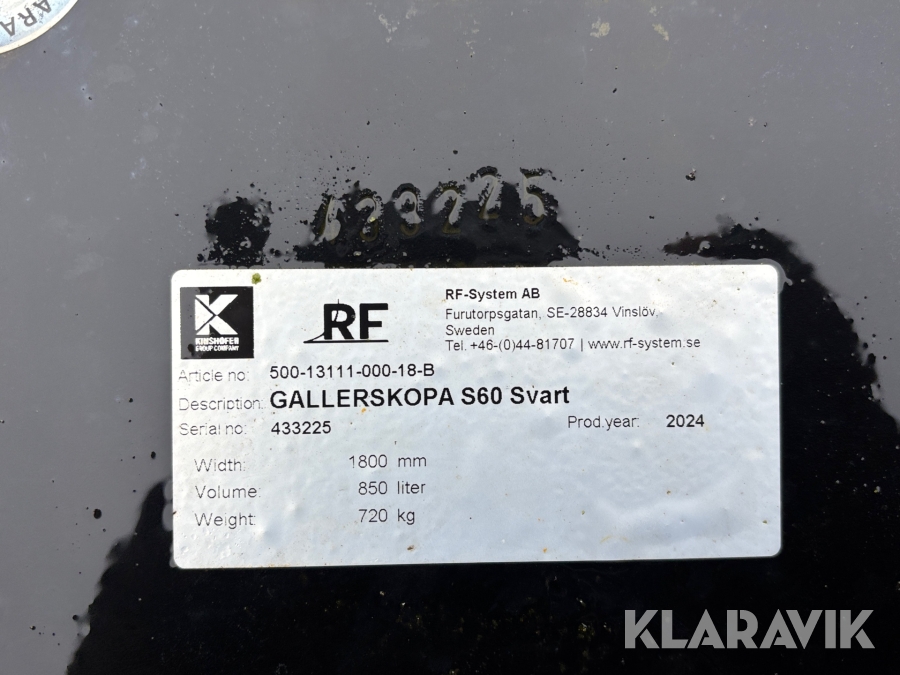 ARA
433225
KINSHOFER
GROUP COMPANY
RF
RF-System AB
Furutorpsgatan, SE-28834 Vinslöv.
Sweden
Tel. +46-(0)44-81707 | www.rf-system.se
Article no: 500-13111-000-18-B
Description: GALLERSKOPA S60 Svart
Serial no: 433225 Prod.year: 2024
Width: 1800 mm
Volume: 850 liter
Weight: 720 kg
KLARAVIK